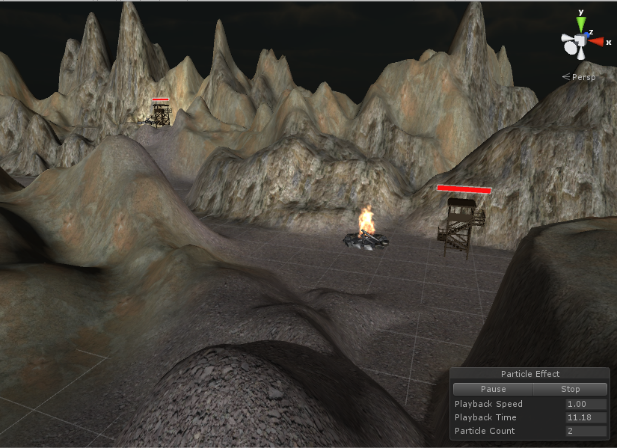 y
z
x
Persp
Particle Effect
Pause Stop
Playback Speed 1.00
Playback Time 11.18
Particle Count 2